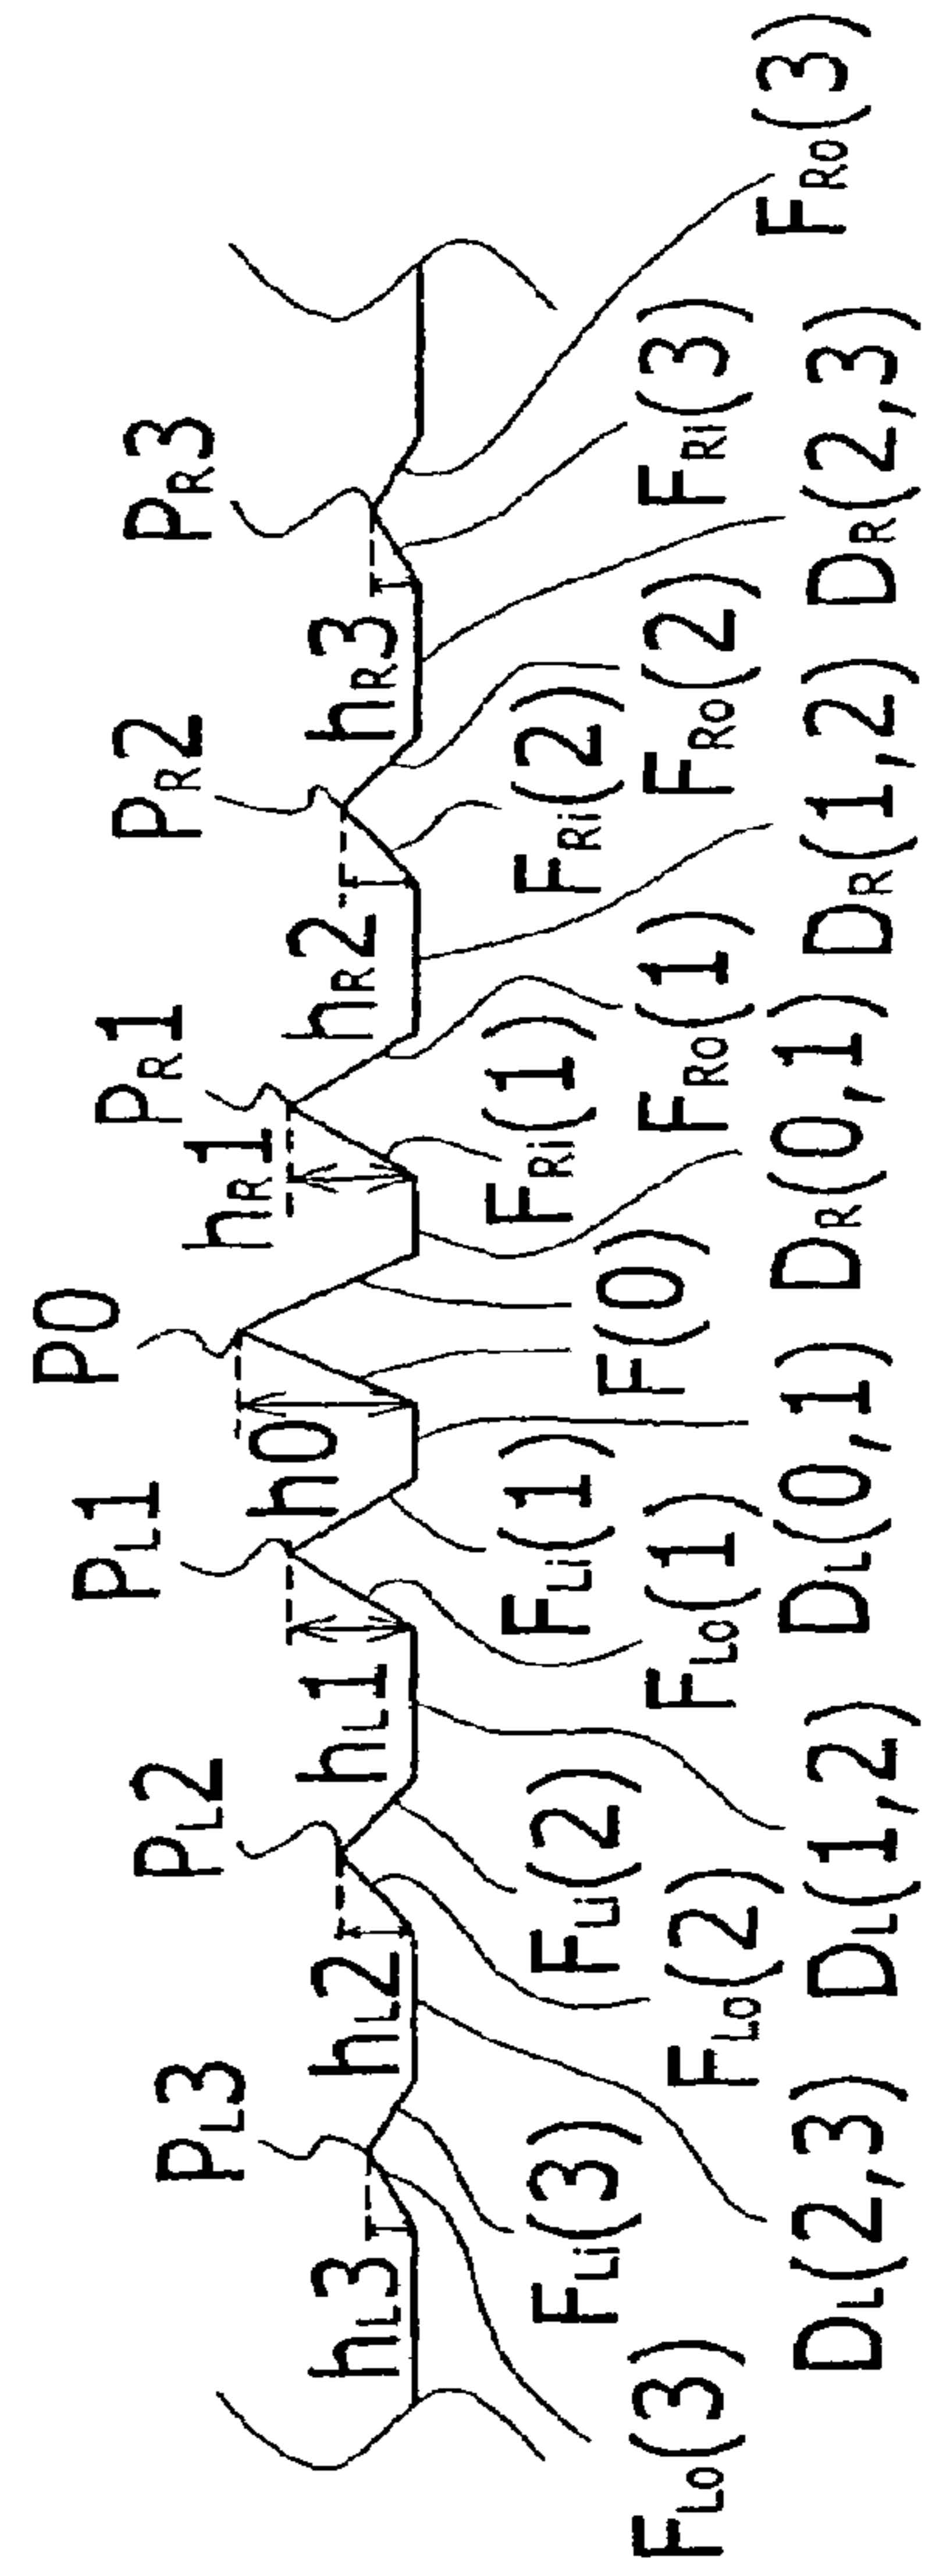 P0
PL3 PL2 PL1 PR1 PR2 PR3
hL3 hL2 hL1 h0 hR1 hR2 hR3
FLi(3) FLi(2) FLi(1) F(0) FRi(1) FRi(2) FRi(3)
FLo(3) FLo(2) FLo(1) FRo(1) FRo(2) FRo(3)
DL(2,3) DL(1,2) DL(0,1) DR(0,1) DR(1,2) DR(2,3)